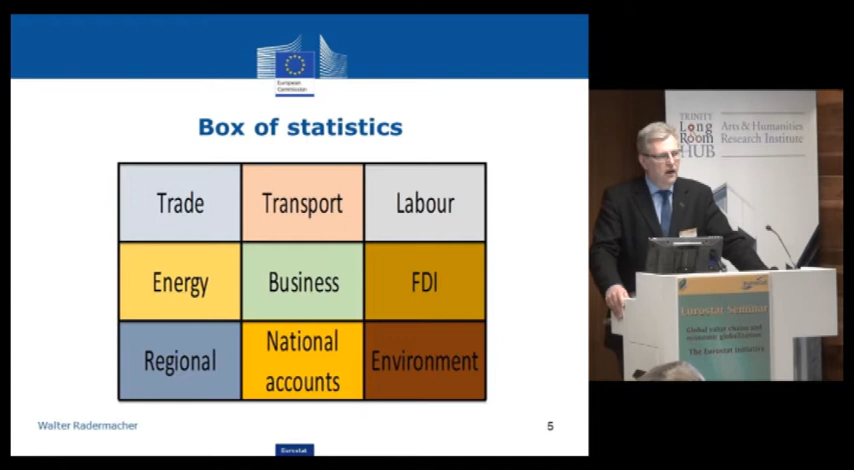 European
Commission
Box of statistics
Trade
Transport
Labour
Energy
Business
FDI
Regional
National
accounts
Environment
Walter Radermacher
5
Eurostat
TRINITY
Long
Room
HUB
Arts & Humanities
Research Institute
Eurostat Seminar
Global value chains and
economic globalization
The Eurostat initiative